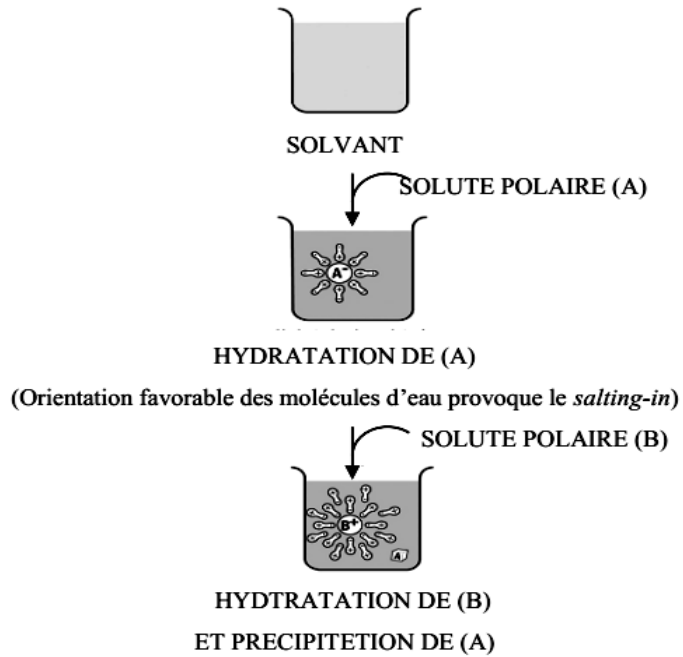 SOLVANT
SOLUTE POLAIRE (A)
A⁻
HYDRATATION DE (A)
(Orientation favorable des molécules d’eau provoque le salting-in)
SOLUTE POLAIRE (B)
B⁺
A
HYDTRATATION DE (B)
ET PRECIPITETION DE (A)